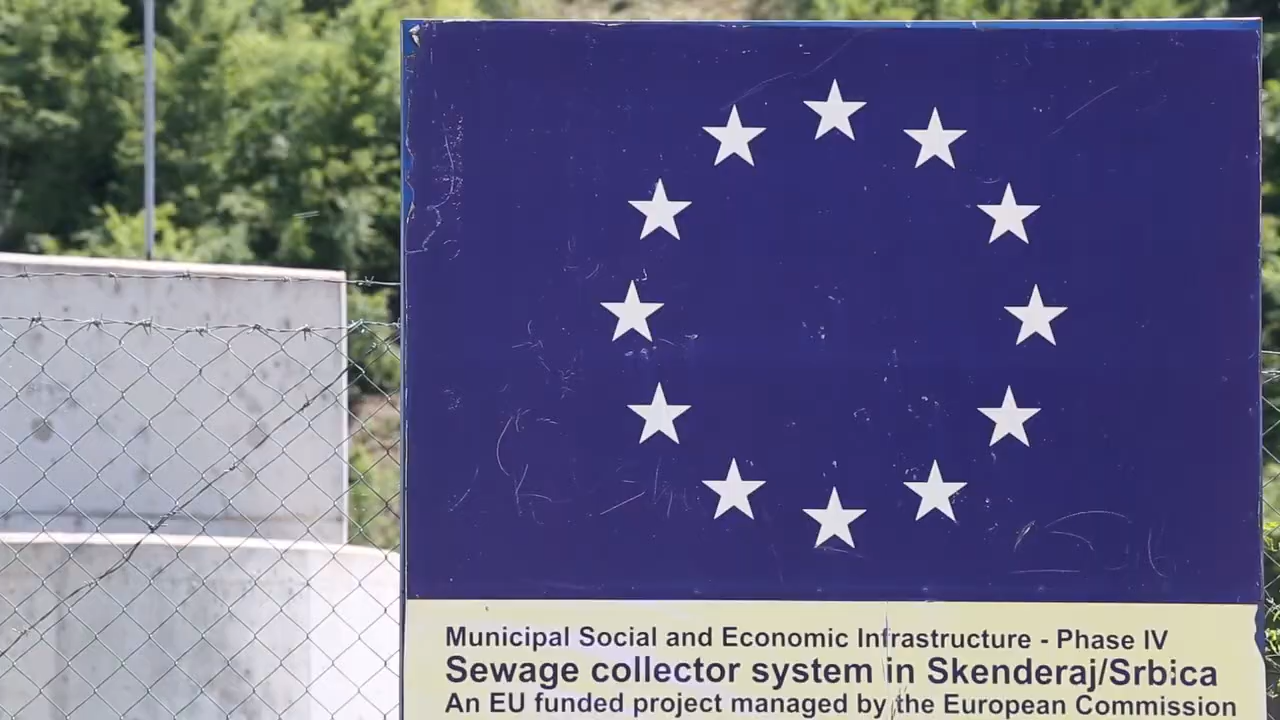 Municipal Social and Economic Infrastructure - Phase IV
Sewage collector system in Skenderaj/Srbica
An EU funded project managed by the European Commission